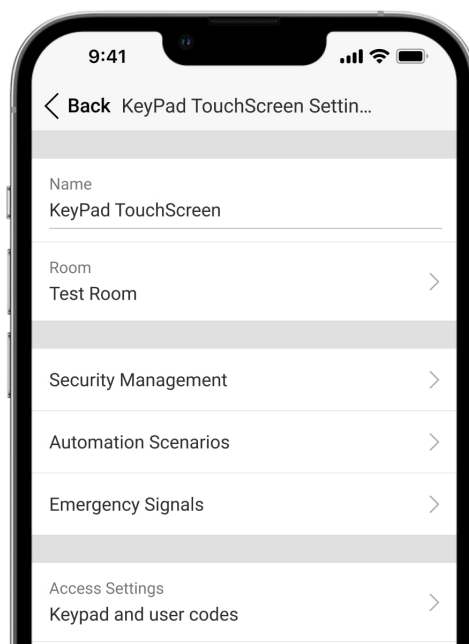 9:41
Back KeyPad TouchScreen Settin...
Name
KeyPad TouchScreen
Room
Test Room
Security Management
Automation Scenarios
Emergency Signals
Access Settings
Keypad and user codes